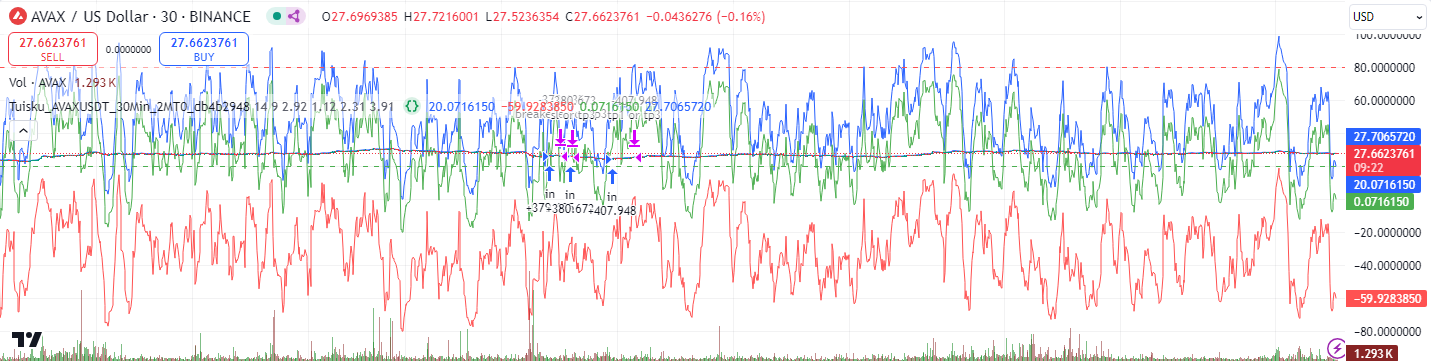 AVAX / US Dollar · 30 · BINANCE O27.6969385 H27.7216001 L27.5236354 C27.6623761 −0.0436276 (−0.16%)
USD
27.6623761 0.0000000 27.6623761
SELL BUY
Vol · AVAX 1.293 K
Tuisku_AVAXUSDT_30Min_2MT0_db4b2948 14 9 2.92 1.12 2.31 3.91 {} 20.0716150 −59.9283850 0.0716150 27.7065720
100.0000000
80.0000000
60.0000000
27.7065720
27.6623761
09:22
20.0716150
0.0716150
−20.0000000
−40.0000000
−59.9283850
−80.0000000
1.293 K
in in in
+407.948